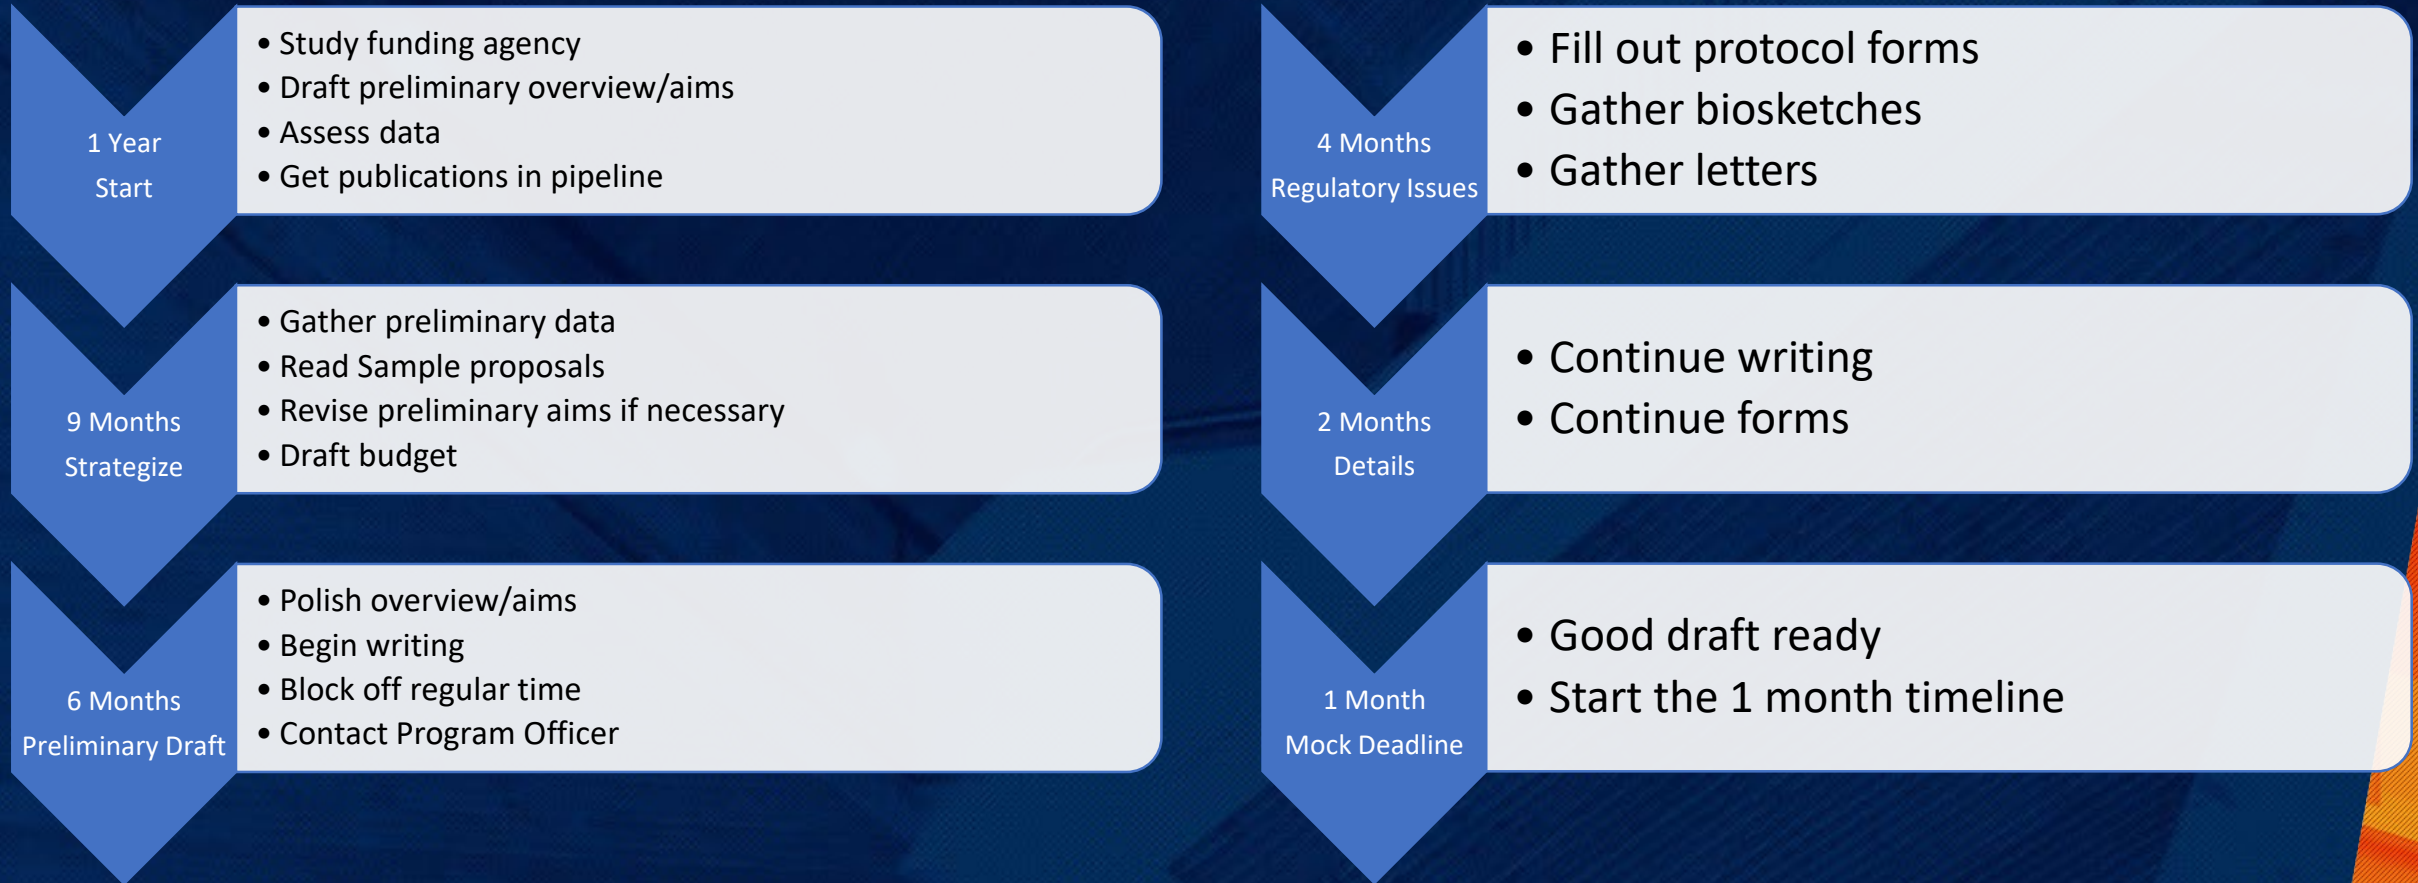 1 Year
Start
• Study funding agency
• Draft preliminary overview/aims
• Assess data
• Get publications in pipeline
9 Months
Strategize
• Gather preliminary data
• Read Sample proposals
• Revise preliminary aims if necessary
• Draft budget
6 Months
Preliminary Draft
• Polish overview/aims
• Begin writing
• Block off regular time
• Contact Program Officer
4 Months
Regulatory Issues
• Fill out protocol forms
• Gather biosketches
• Gather letters
2 Months
Details
• Continue writing
• Continue forms
1 Month
Mock Deadline
• Good draft ready
• Start the 1 month timeline